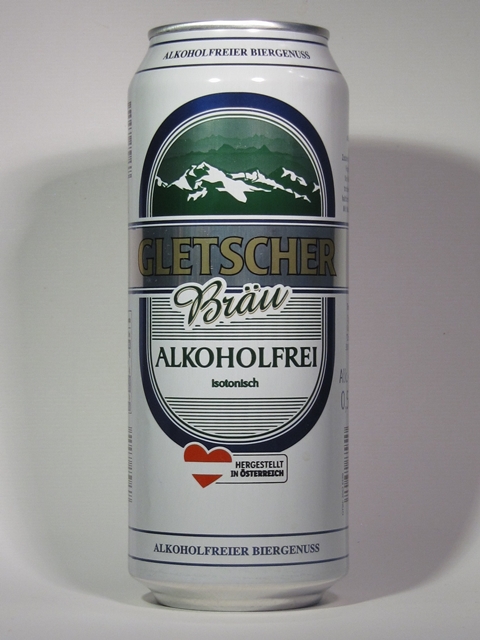 ALKOHOLFREIER BIERGENUSS
GLETSCHER
Bräu
ALKOHOLFREI
isotonisch
HERGESTELLT
IN ÖSTERREICH
ALKOHOLFREIER BIERGENUSS